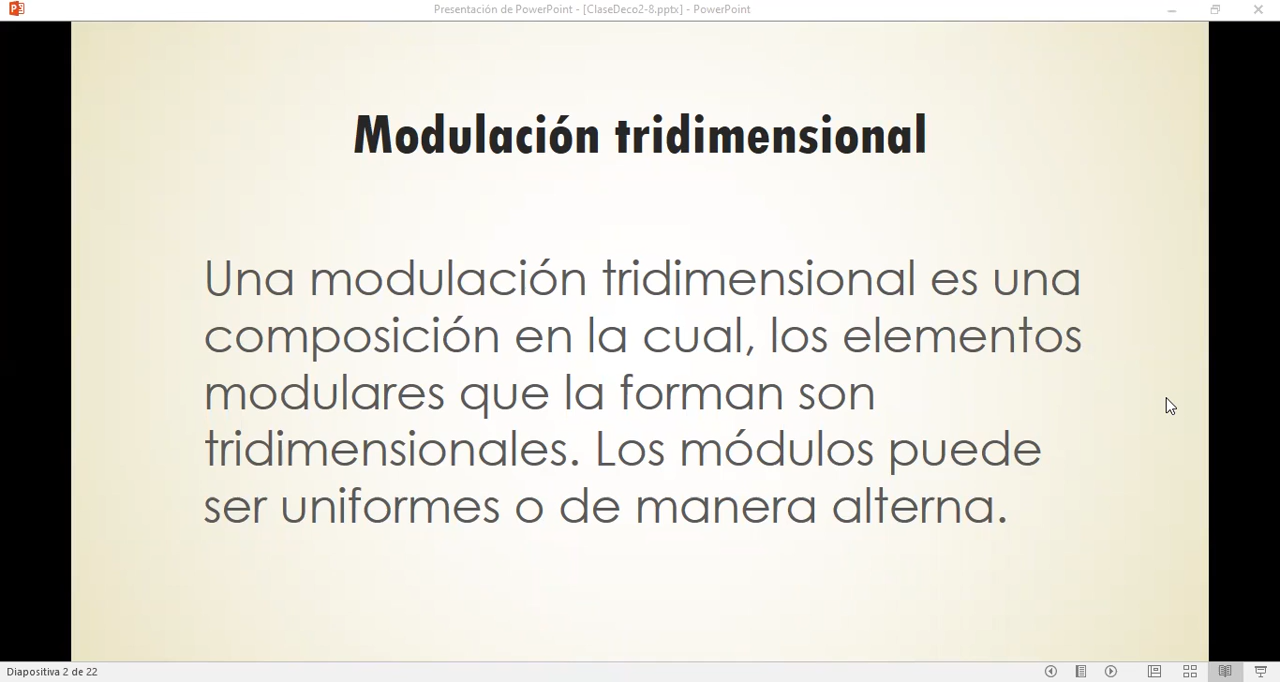 Presentación de PowerPoint - [ClaseDeco2-8.pptx] - PowerPoint
Modulación tridimensional
Una modulación tridimensional es una
composición en la cual, los elementos
modulares que la forman son
tridimensionales. Los módulos puede
ser uniformes o de manera alterna.
Diapositiva 2 de 22